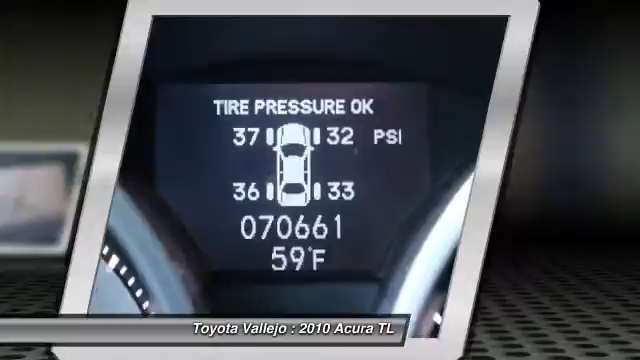 TIRE PRESSURE OK
37 32 PSI
36 33
070661
59°F
Toyota Vallejo : 2010 Acura TL